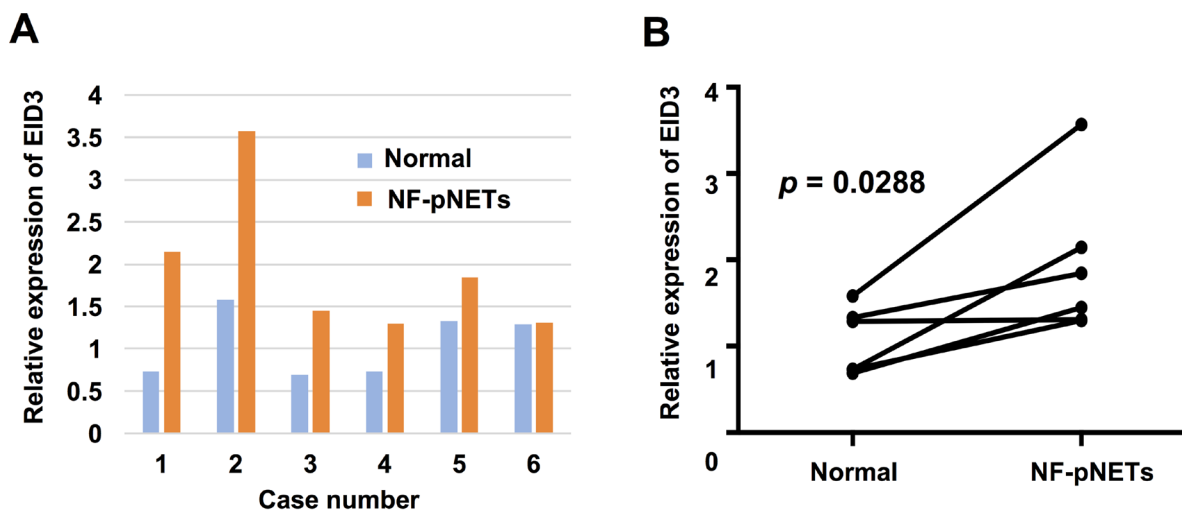 A
Relative expression of EID3
4
3.5
3
2.5
2
1.5
1
0.5
0
Normal
NF-pNETs
1 2 3 4 5 6
Case number
B
Relative expression of EID3
4
3
2
1
0
p = 0.0288
Normal NF-pNETs